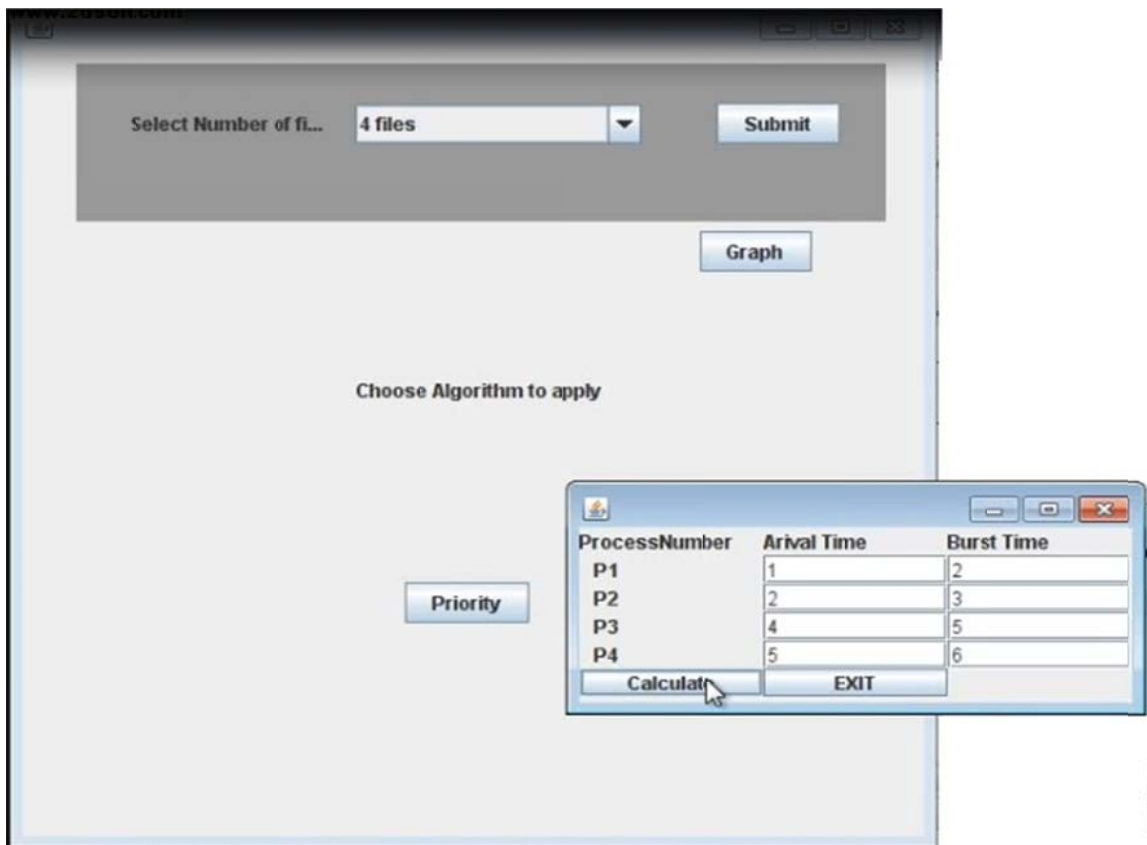 Select Number of fi... 4 files Submit
Graph
Choose Algorithm to apply
Priority
ProcessNumber Arival Time Burst Time
P1 1 2
P2 2 3
P3 4 5
P4 5 6
Calculate EXIT